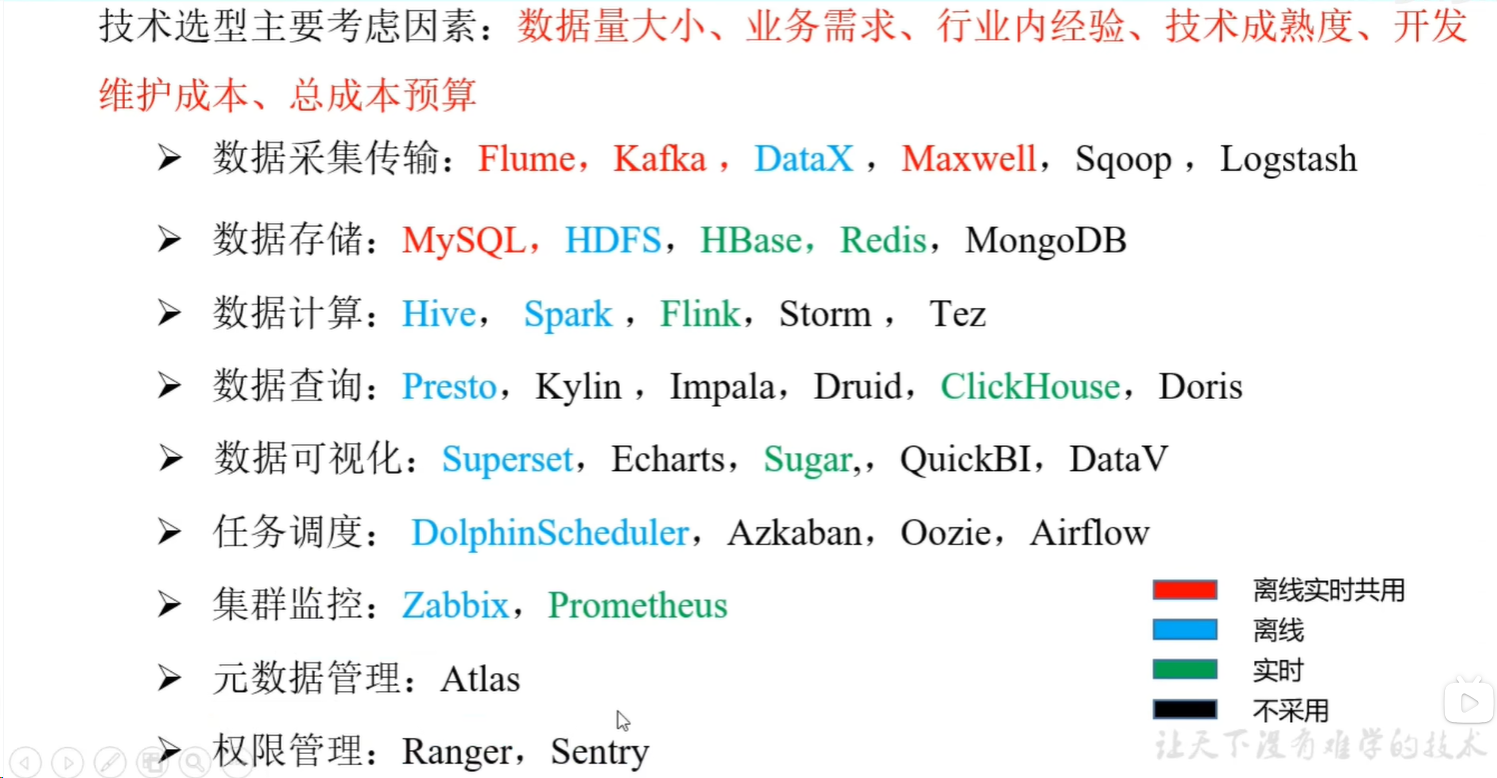 技术选型主要考虑因素：数据量大小、业务需求、行业内经验、技术成熟度、开发
维护成本、总成本预算
➢ 数据采集传输：Flume，Kafka ，DataX ，Maxwell，Sqoop ，Logstash
➢ 数据存储：MySQL，HDFS，HBase，Redis，MongoDB
➢ 数据计算：Hive， Spark ，Flink，Storm ， Tez
➢ 数据查询：Presto，Kylin ，Impala，Druid，ClickHouse，Doris
➢ 数据可视化：Superset，Echarts，Sugar,，QuickBI，DataV
➢ 任务调度： DolphinScheduler，Azkaban，Oozie，Airflow
➢ 集群监控：Zabbix，Prometheus
➢ 元数据管理：Atlas
➢ 权限管理：Ranger，Sentry
离线实时共用
离线
实时
不采用
让天下没有难学的技术